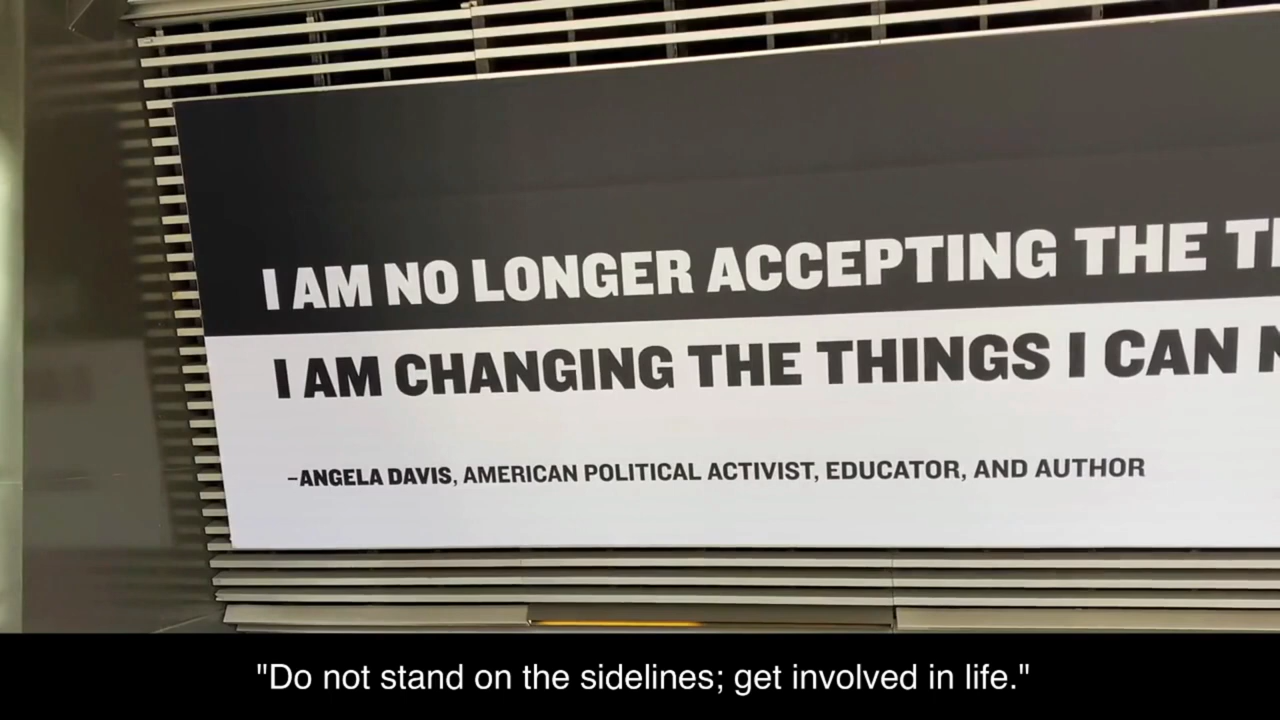 I AM NO LONGER ACCEPTING THE
I AM CHANGING THE THINGS I CAN
–ANGELA DAVIS, AMERICAN POLITICAL ACTIVIST, EDUCATOR, AND AUTHOR
"Do not stand on the sidelines; get involved in life."